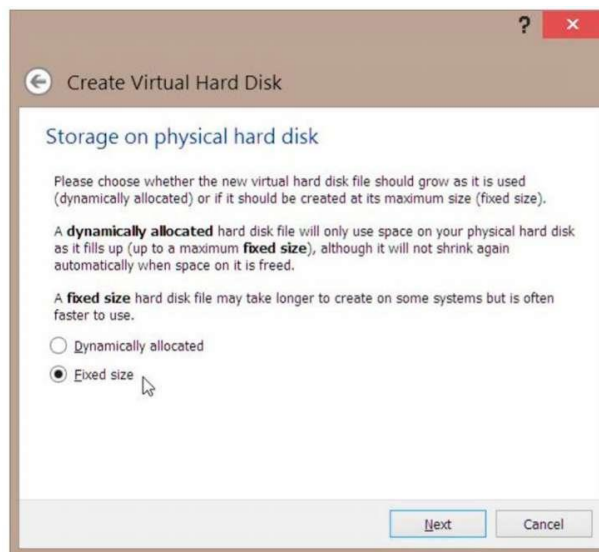 ?
Create Virtual Hard Disk
Storage on physical hard disk
Please choose whether the new virtual hard disk file should grow as it is used
(dynamically allocated) or if it should be created at its maximum size (fixed size).
A dynamically allocated hard disk file will only use space on your physical hard disk
as it fills up (up to a maximum fixed size), although it will not shrink again
automatically when space on it is freed.
A fixed size hard disk file may take longer to create on some systems but is often
faster to use.
Dynamically allocated
Fixed size
Next
Cancel